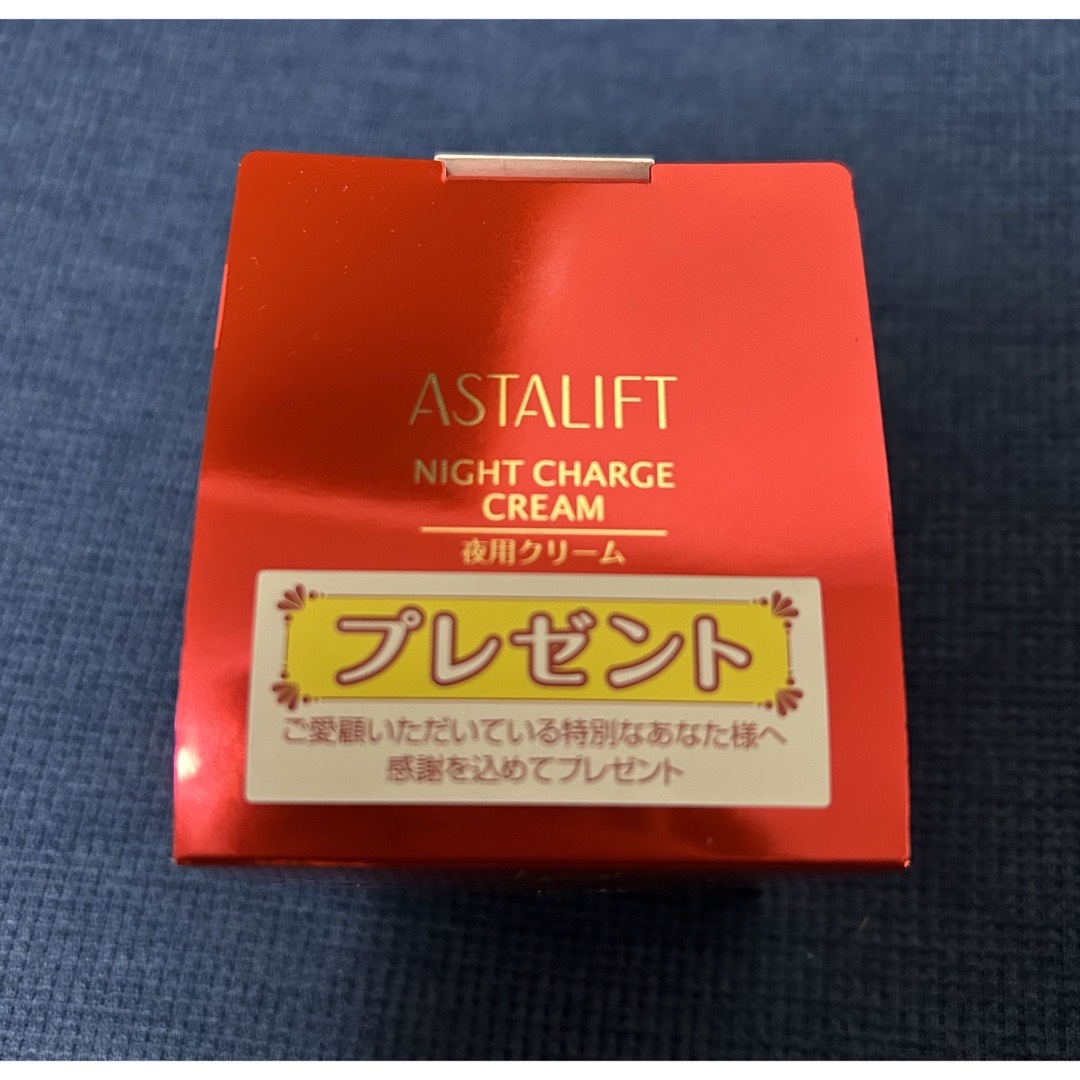 ASTALIFT
NIGHT CHARGE
CREAM
夜用クリーム
プレゼント
ご愛顧いただいている特別なあなた様へ
感謝を込めてプレゼント